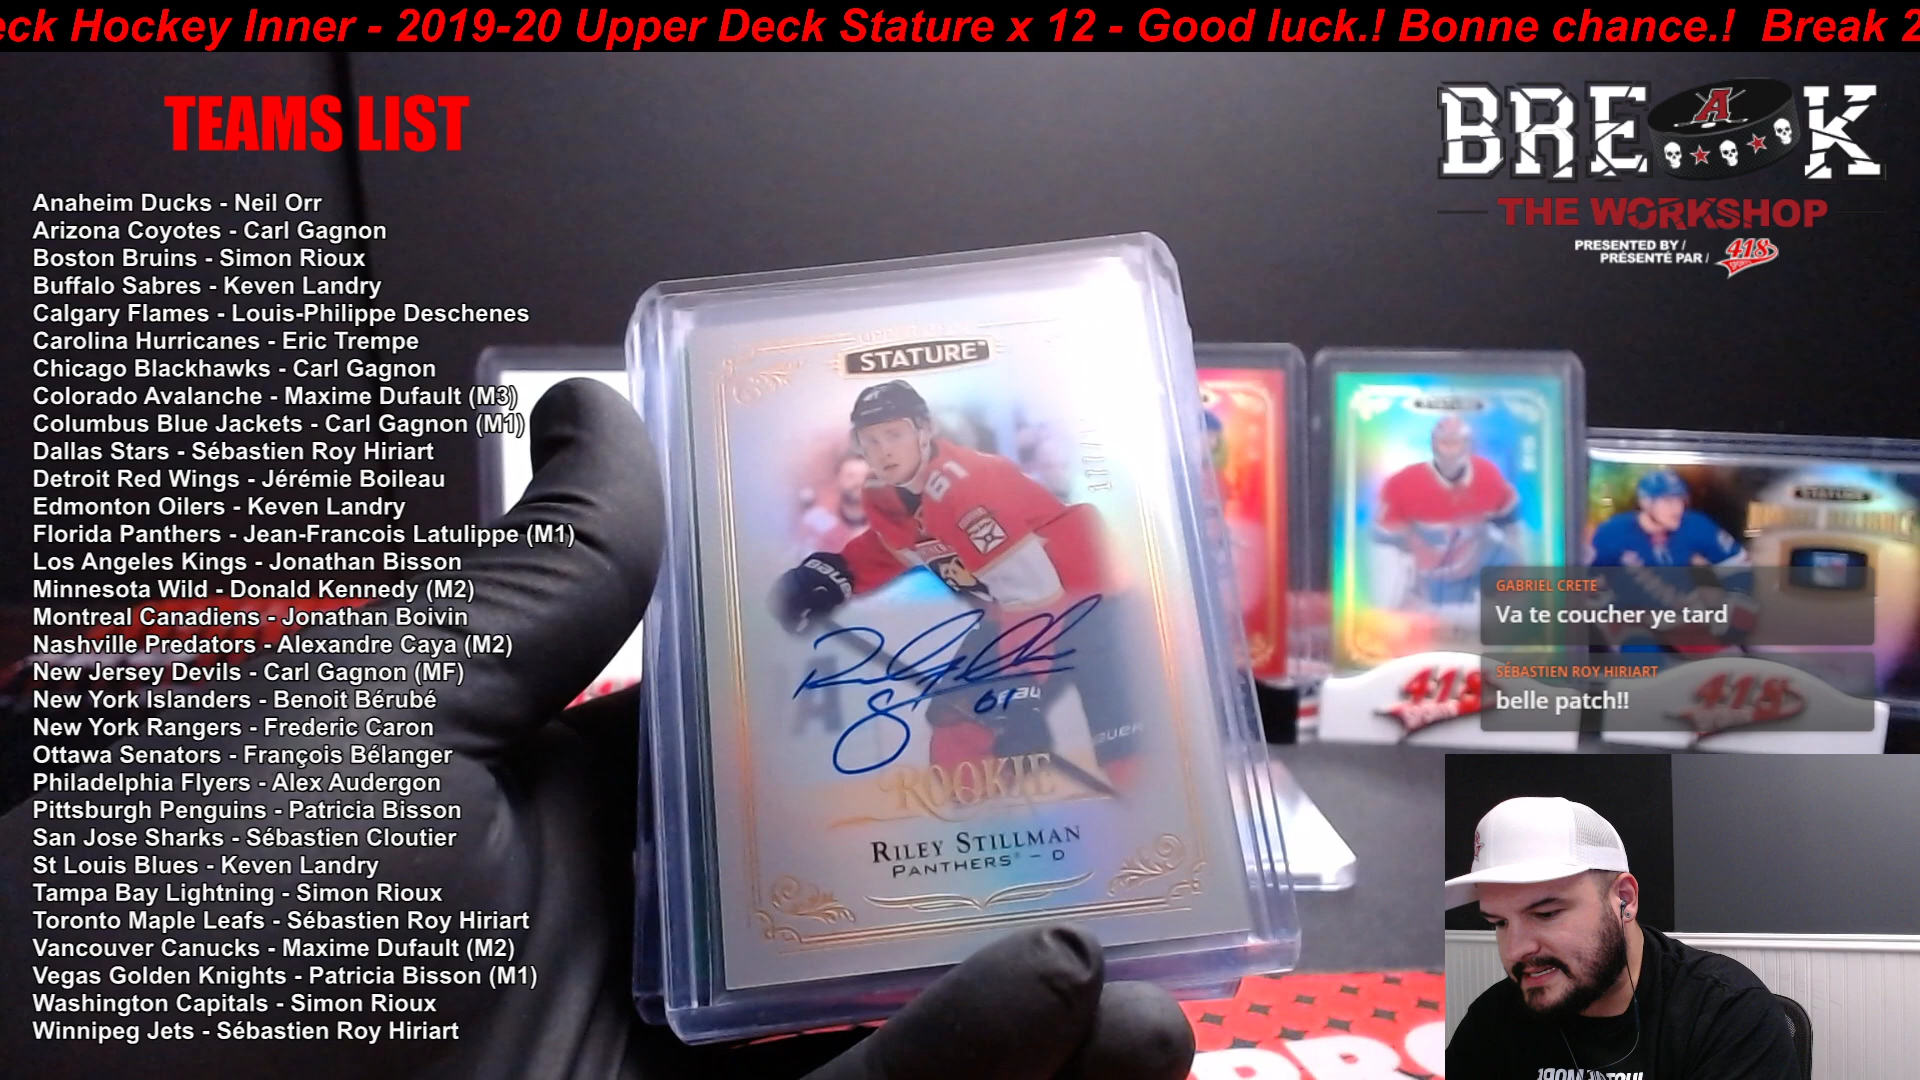 eck Hockey Inner - 2019-20 Upper Deck Stature x 12 - Good luck.! Bonne chance.! Break 2
TEAMS LIST
Anaheim Ducks - Neil Orr
Arizona Coyotes - Carl Gagnon
Boston Bruins - Simon Rioux
Buffalo Sabres - Keven Landry
Calgary Flames - Louis-Philippe Deschenes
Carolina Hurricanes - Eric Trempe
Chicago Blackhawks - Carl Gagnon
Colorado Avalanche - Maxime Dufault (M3)
Columbus Blue Jackets - Carl Gagnon (M1)
Dallas Stars - Sébastien Roy Hiriart
Detroit Red Wings - Jérémie Boileau
Edmonton Oilers - Keven Landry
Florida Panthers - Jean-Francois Latulippe (M1)
Los Angeles Kings - Jonathan Bisson
Minnesota Wild - Donald Kennedy (M2)
Montreal Canadiens - Jonathan Boivin
Nashville Predators - Alexandre Caya (M2)
New Jersey Devils - Carl Gagnon (MF)
New York Islanders - Benoit Bérubé
New York Rangers - Frederic Caron
Ottawa Senators - François Bélanger
Philadelphia Flyers - Alex Audergon
Pittsburgh Penguins - Patricia Bisson
San Jose Sharks - Sébastien Cloutier
St Louis Blues - Keven Landry
Tampa Bay Lightning - Simon Rioux
Toronto Maple Leafs - Sébastien Roy Hiriart
Vancouver Canucks - Maxime Dufault (M2)
Vegas Golden Knights - Patricia Bisson (M1)
Washington Capitals - Simon Rioux
Winnipeg Jets - Sébastien Roy Hiriart
BREAK
A
THE WORKSHOP
PRESENTED BY /
PRÉSENTÉ PAR /
418
UPPER DECK
STATURE
61
BAUER
61
ROOKIE
RILEY STILLMAN
PANTHERS - D
STATURE
GABRIEL CRETE
Va te coucher ye tard
SÉBASTIEN ROY HIRIART
belle patch!!
418
418